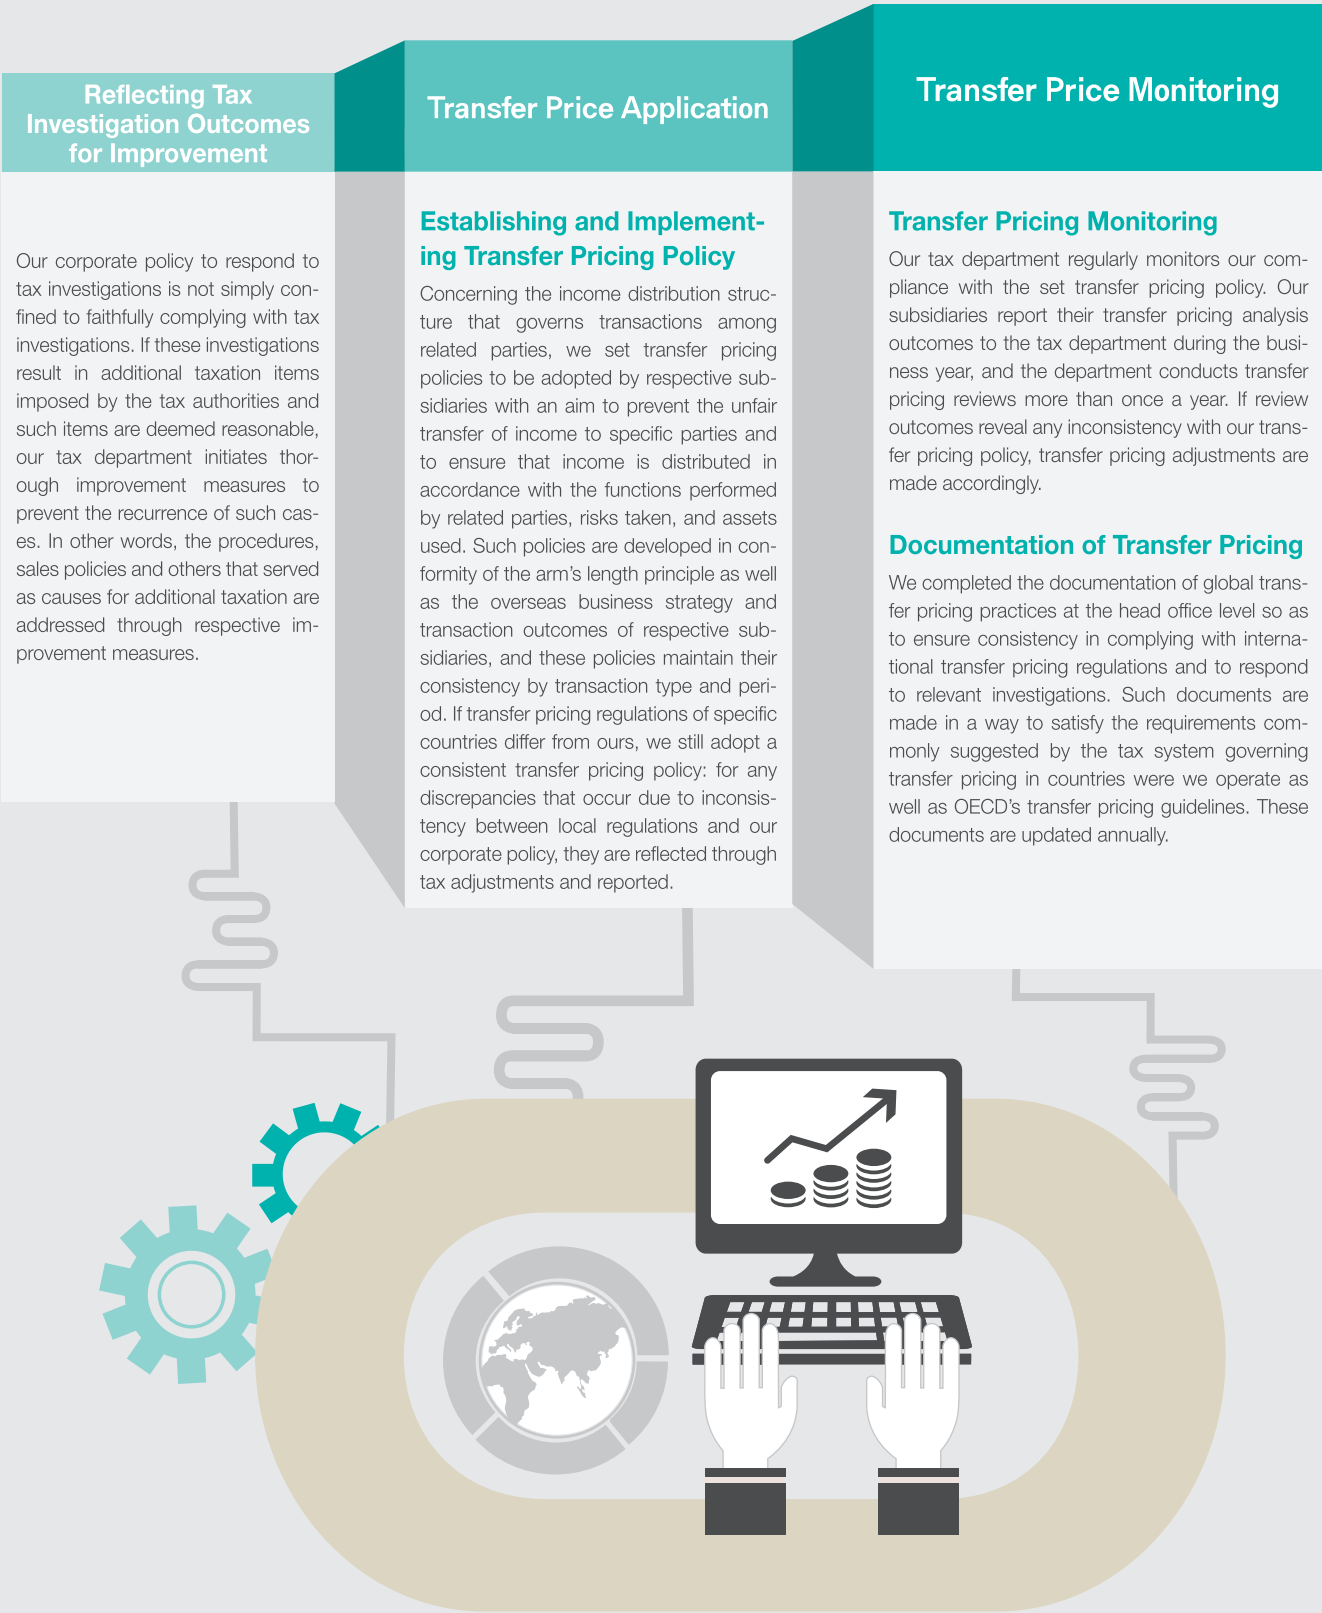 Reflecting Tax
Investigation Outcomes
for Improvement
Our corporate policy to respond to
tax investigations is not simply con-
fined to faithfully complying with tax
investigations. If these investigations
result in additional taxation items
imposed by the tax authorities and
such items are deemed reasonable,
our tax department initiates thor-
ough improvement measures to
prevent the recurrence of such cas-
es. In other words, the procedures,
sales policies and others that served
as causes for additional taxation are
addressed through respective im-
provement measures.
Transfer Price Application
Establishing and Implement-
ing Transfer Pricing Policy
Concerning the income distribution struc-
ture that governs transactions among
related parties, we set transfer pricing
policies to be adopted by respective sub-
sidiaries with an aim to prevent the unfair
transfer of income to specific parties and
to ensure that income is distributed in
accordance with the functions performed
by related parties, risks taken, and assets
used. Such policies are developed in con-
formity of the arm's length principle as well
as the overseas business strategy and
transaction outcomes of respective sub-
sidiaries, and these policies maintain their
consistency by transaction type and peri-
od. If transfer pricing regulations of specific
countries differ from ours, we still adopt a
consistent transfer pricing policy: for any
discrepancies that occur due to inconsis-
tency between local regulations and our
corporate policy, they are reflected through
tax adjustments and reported.
Transfer Price Monitoring
Transfer Pricing Monitoring
Our tax department regularly monitors our com-
pliance with the set transfer pricing policy. Our
subsidiaries report their transfer pricing analysis
outcomes to the tax department during the busi-
ness year, and the department conducts transfer
pricing reviews more than once a year. If review
outcomes reveal any inconsistency with our trans-
fer pricing policy, transfer pricing adjustments are
made accordingly.
Documentation of Transfer Pricing
We completed the documentation of global trans-
fer pricing practices at the head office level so as
to ensure consistency in complying with interna-
tional transfer pricing regulations and to respond
to relevant investigations. Such documents are
made in a way to satisfy the requirements com-
monly suggested by the tax system governing
transfer pricing in countries were we operate as
well as OECD's transfer pricing guidelines. These
documents are updated annually.